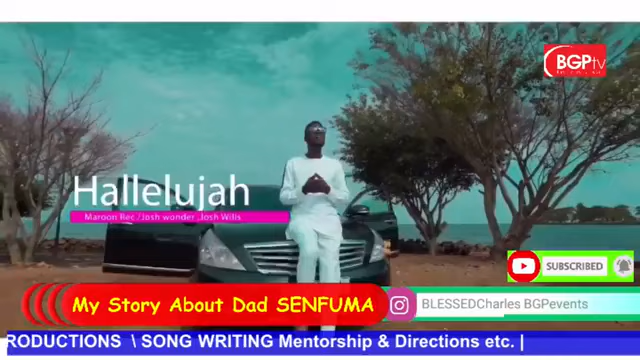 BGPtv
Hallelujah
Maroon Rec /Josh wonder .Josh Wills
SUBSCRIBED
My Story About Dad SENFUMA
BLESSEDCharles BGPevents
RODUCTIONS \ SONG WRITING Mentorship & Directions etc. |